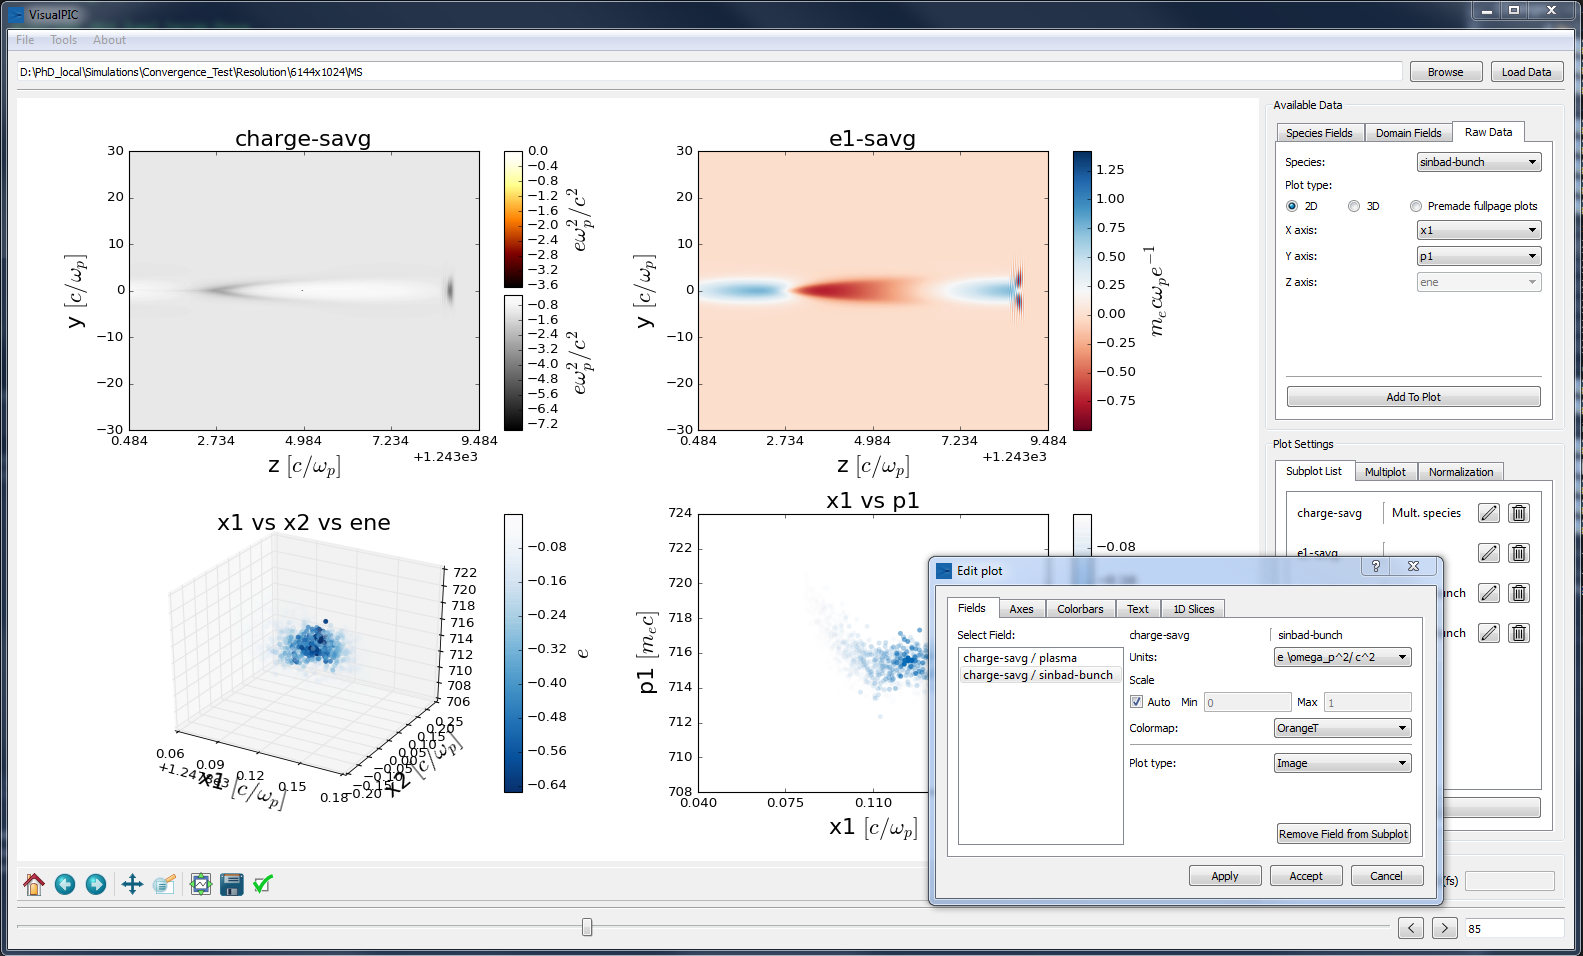 VisualPIC
File Tools About
D:\PhD_local\Simulations\Convergence_Test\Resolution\6144x1024\MS
Browse
Load Data
charge-savg
30
20
10
0
−10
−20
−30
0.484 2.734 4.984 7.234 9.484
+1.243e3
y [c/ω_p]
z [c/ω_p]
0.0
−0.4
−0.8
−1.2
−1.6
−2.0
−2.4
−2.8
−3.2
−3.6
eω_p^2/c^2
−0.8
−1.6
−2.4
−3.2
−4.0
−4.8
−5.6
−6.4
−7.2
eω_p^2/c^2
e1-savg
30
20
10
0
−10
−20
−30
0.484 2.734 4.984 7.234 9.484
+1.243e3
y [c/ω_p]
z [c/ω_p]
1.25
1.00
0.75
0.50
0.25
0.00
−0.25
−0.50
−0.75
m_e c ω_p e^−1
x1 vs x2 vs ene
722
720
718
716
714
712
710
708
706
0.25
0.20
0.15
0.10
0.05
0.00
−0.05
−0.10
−0.15
−0.20
0.06 0.09 0.12 0.15 0.18
x1 [c/ω_p]
x2 [c/ω_p]
−0.08
−0.16
−0.24
−0.32
−0.40
−0.48
−0.56
−0.64
e
x1 vs p1
724
722
720
718
716
714
712
710
708
0.040 0.075 0.110
p1 [m_e c]
x1 [c/ω_p]
−0.08
Available Data
Species Fields
Domain Fields
Raw Data
Species: sinbad-bunch
Plot type:
2D 3D Premade fullpage plots
X axis: x1
Y axis: p1
Z axis: ene
Add To Plot
Plot Settings
Subplot List
Multiplot
Normalization
charge-savg Mult. species
e1-savg
nch
nch
Edit plot
Fields
Axes
Colorbars
Text
1D Slices
Select Field:
charge-savg / plasma
charge-savg / sinbad-bunch
charge-savg sinbad-bunch
Units: e \omega_p^2/ c^2
Scale
Auto Min 0 Max 1
Colormap: OrangeT
Plot type: Image
Remove Field from Subplot
Apply
Accept
Cancel
(fs)
< > 85